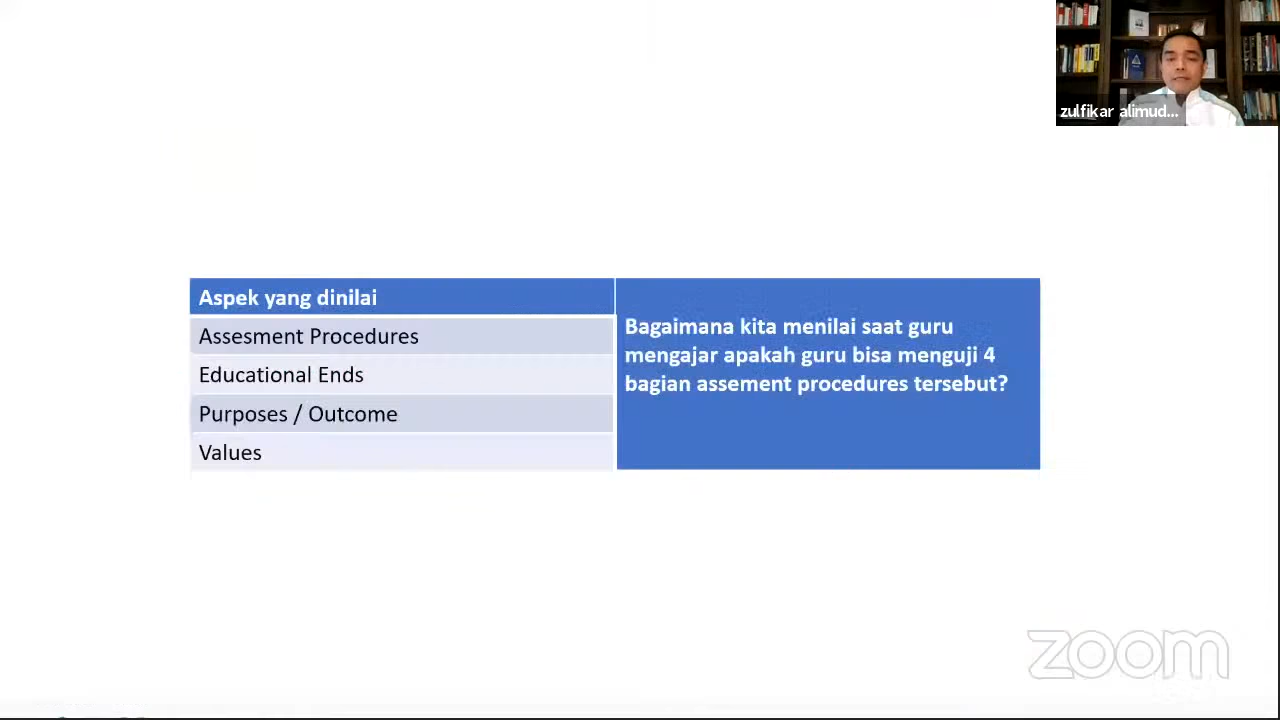 zulfikar alimud...
Aspek yang dinilai
Assesment Procedures
Educational Ends
Purposes / Outcome
Values
Bagaimana kita menilai saat guru
mengajar apakah guru bisa menguji 4
bagian assement procedures tersebut?
zoom